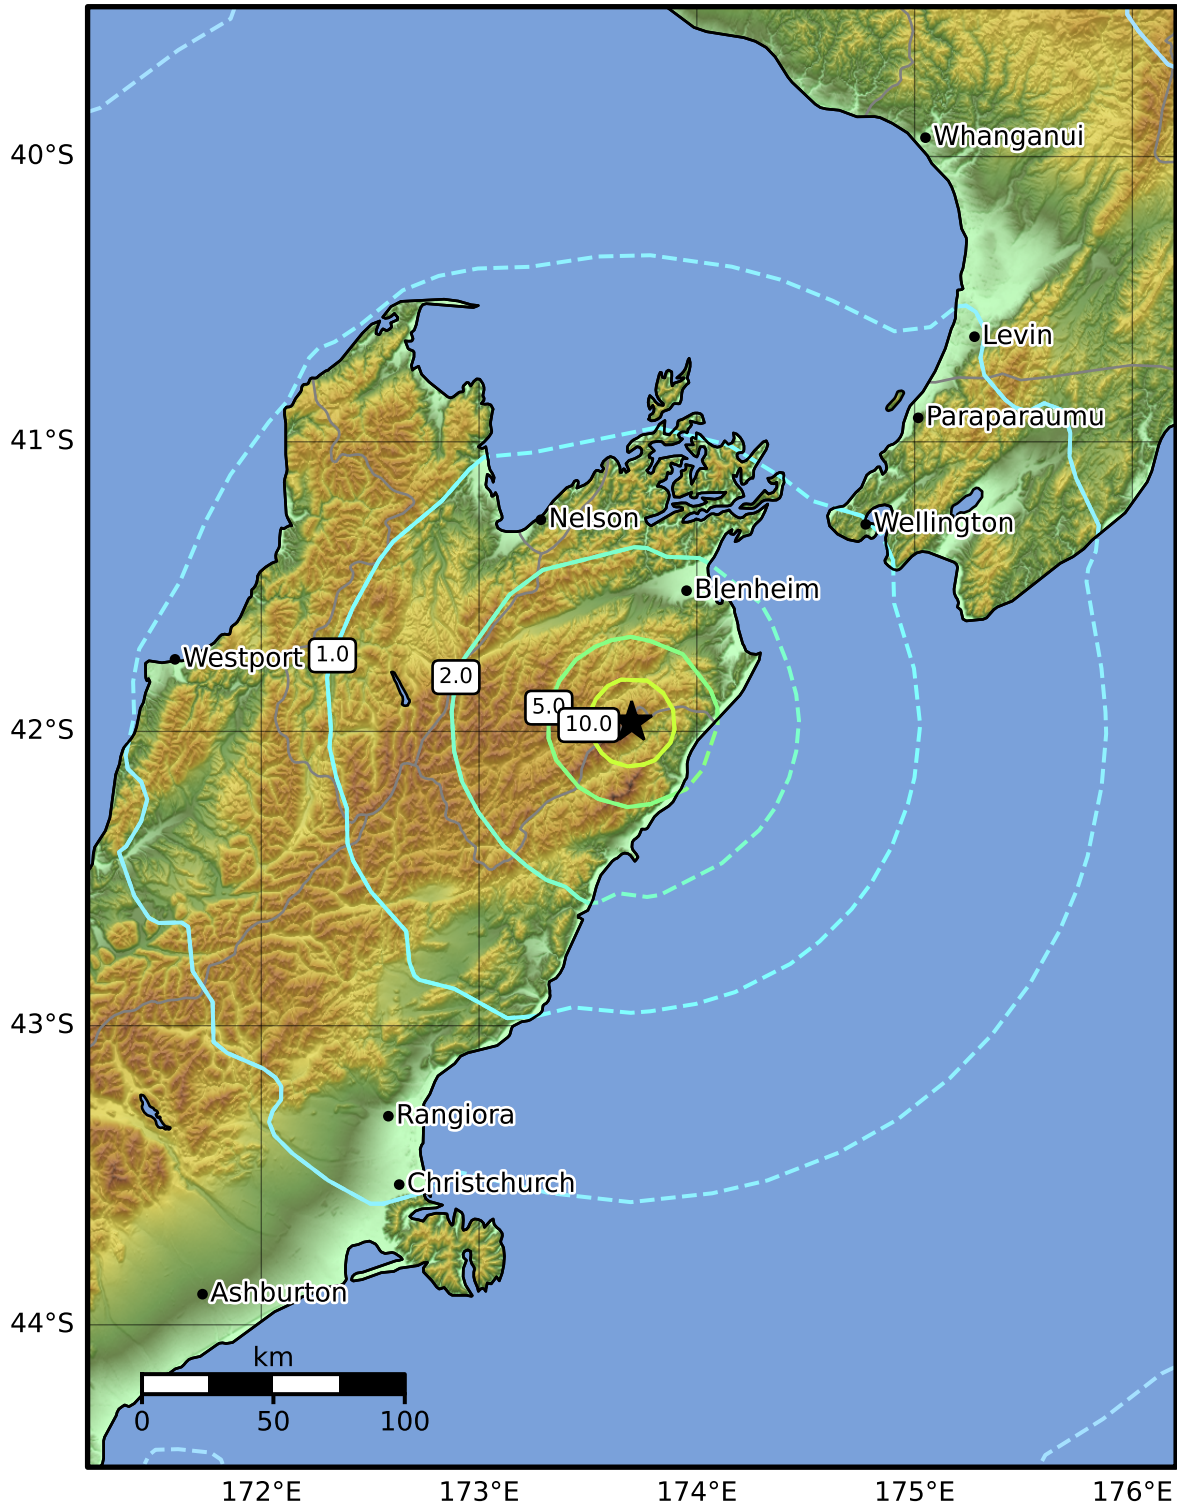 Whanganui
40°S
Levin
Paraparaumu
41°S
Nelson
Wellington
Blenheim
Westport
1.0
2.0
5.0
10.0
42°S
43°S
Rangiora
Christchurch
Ashburton
44°S
km
0 50 100
172°E 173°E 174°E 175°E 176°E